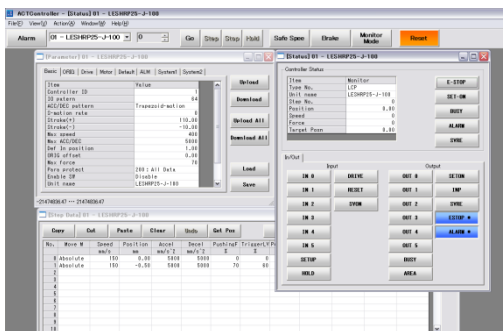 ACTController - [Status] 01 - LESHRP25-J-100
File(F) View(V) Action(A) Window(W) Help(H)
Alarm 01 - LESHRP25-J-100 0 Go Step Step Hold Safe Spee Brake Monitor Mode Reset
[Parameter] 01 - LESHRP25-J-100
Basic ORIG Drive Motor Default ALM System1 System2
Item Value
Controller ID 1
IO pattern 64
ACC/DEC pattern Trapezoid-motion
S-motion rate 0
Stroke(+) 110.00
Stroke(-) -10.00
Max speed 400
Max ACC/DEC 5000
Def In position 1.00
ORIG offset 0.00
Max force 70
Para protect
Enable SW Disable
Unit name LESHRP25-J-100
Upload
Download
Upload All
Download All
Load
Save
[Status] 01 - LESHRP25-J-100
Controller Status
Item Monitor
Type No. LCP
Unit name LESHRP25-J-100
Step No. 0
Position 0.00
Speed 0
Force 0
Target Posn 0.00
E-STOP
SET-ON
BUSY
ALARM
SVRE
In/Out
Input Output
IN 0 DRIVE OUT 0 SETON
IN 1 RESET OUT 1 INP
IN 2 SVON OUT 2 SVRE
IN 3 OUT 3 ESTOP *
IN 4 OUT 4 ALARM *
IN 5 OUT 5
SETUP BUSY
HOLD AREA
[Step Data] 01 - LESHRP25-J-100
Copy Cut Paste Clear Undo Get Pos
No. Move M Speed Position Accel Decel PushingF TriggerLV
mm/s mm mm/s^2 mm/s^2 % %
0 Absolute 150 0.00 5000 5000 0 0
1 Absolute 150 -0.50 5000 5000 70 60
2
3
4
5
6
7
8
9
10